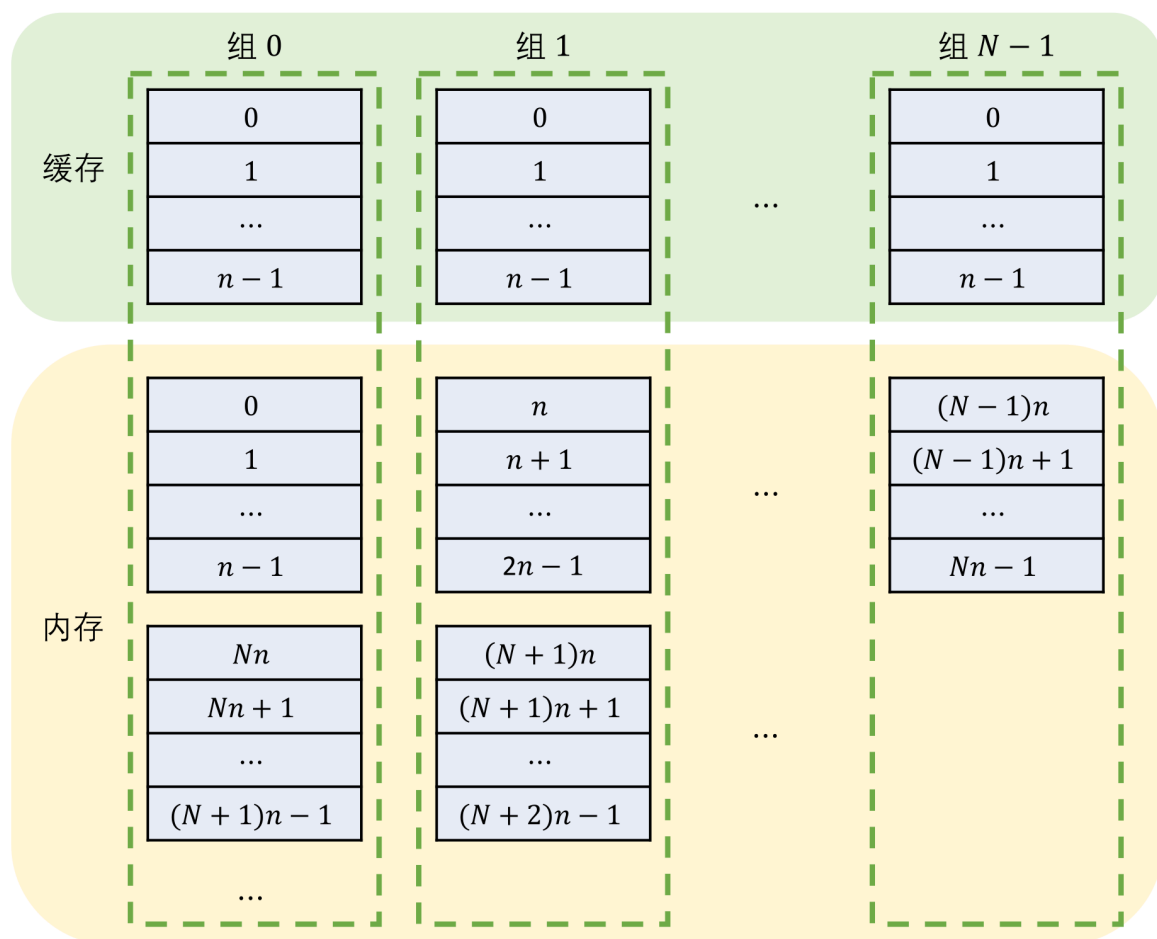 组 0 组 1 组 N − 1
缓存
0 0 0
1 1 1
... ... ... ...
n − 1 n − 1 n − 1
内存
0 n (N − 1)n
1 n + 1 (N − 1)n + 1
... ... ... ...
n − 1 2n − 1 Nn − 1
Nn (N + 1)n
Nn + 1 (N + 1)n + 1
... ... ...
(N + 1)n − 1 (N + 2)n − 1
...